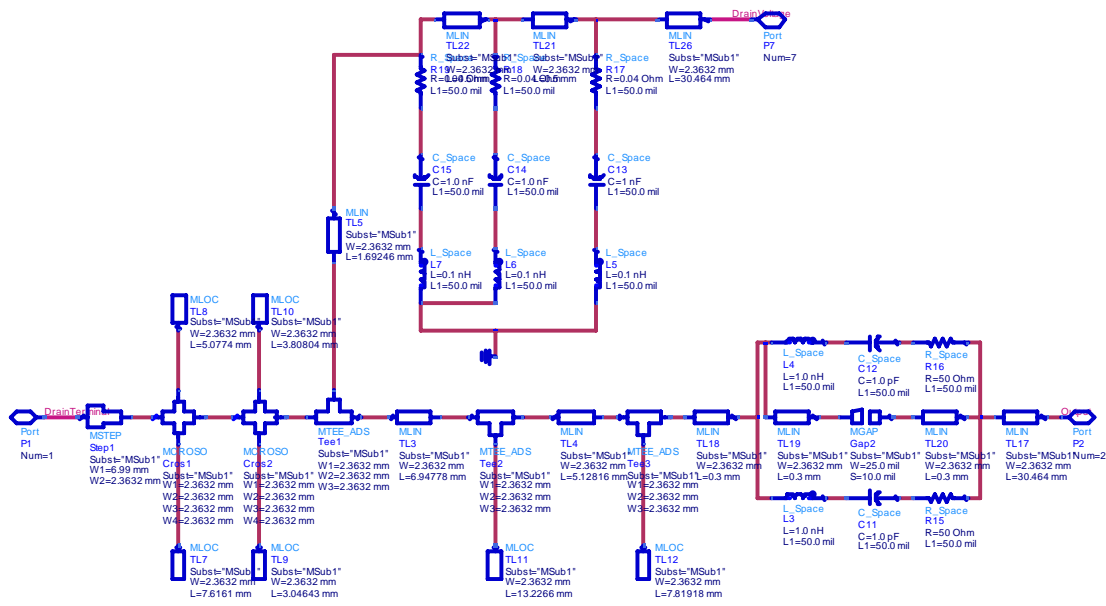 DrainVoltage
Port
P7
Num=7
MLIN
TL22
Subst="MSub1"
W=2.3632 mm
MLIN
TL21
Subst="MSub1"
W=2.3632 mm
MLIN
TL26
Subst="MSub1"
W=2.3632 mm
L=30.464 mm
R_Space
R19
L1=50.0 mil
R_Space
R18
R=0.04 Ohm
L1=50.0 mil
R_Space
R17
R=0.04 Ohm
L1=50.0 mil
C_Space
C15
C=1.0 nF
L1=50.0 mil
C_Space
C14
C=1.0 nF
L1=50.0 mil
C_Space
C13
C=1 nF
L1=50.0 mil
MLIN
TL5
Subst="MSub1"
W=2.3632 mm
L=1.69246 mm
L_Space
L7
L=0.1 nH
L1=50.0 mil
L_Space
L6
L=0.1 nH
L1=50.0 mil
L_Space
L5
L=0.1 nH
L1=50.0 mil
MLOC
TL8
Subst="MSub1"
W=2.3632 mm
L=5.0774 mm
MLOC
TL10
Subst="MSub1"
W=2.3632 mm
L=3.80804 mm
L_Space
L4
L=1.0 nH
L1=50.0 mil
C_Space
C12
C=1.0 pF
L1=50.0 mil
R_Space
R16
R=50 Ohm
L1=50.0 mil
DrainTerminal
Port
P1
Num=1
MSTEP
Step1
Subst="MSub1"
W1=6.99 mm
W2=2.3632 mm
MCROSO
Cros1
Subst="MSub1"
W1=2.3632 mm
W2=2.3632 mm
W3=2.3632 mm
W4=2.3632 mm
MCROSO
Cros2
Subst="MSub1"
W1=2.3632 mm
W2=2.3632 mm
W3=2.3632 mm
W4=2.3632 mm
MTEE_ADS
Tee1
Subst="MSub1"
W1=2.3632 mm
W2=2.3632 mm
W3=2.3632 mm
MLIN
TL3
Subst="MSub1"
W=2.3632 mm
L=6.94778 mm
MTEE_ADS
Tee2
Subst="MSub1"
W1=2.3632 mm
W2=2.3632 mm
W3=2.3632 mm
MLIN
TL4
Subst="MSub1"
W=2.3632 mm
L=5.12816 mm
MTEE_ADS
Tee3
Subst="MSub1"
W1=2.3632 mm
W2=2.3632 mm
W3=2.3632 mm
MLIN
TL18
Subst="MSub1"
W=2.3632 mm
L=0.3 mm
MLIN
TL19
Subst="MSub1"
W=2.3632 mm
L=0.3 mm
MGAP
Gap2
Subst="MSub1"
W=25.0 mil
S=10.0 mil
MLIN
TL20
Subst="MSub1"
W=2.3632 mm
L=0.3 mm
MLIN
TL17
Subst="MSub1"
W=2.3632 mm
L=30.464 mm
Port
P2
Num=2
L_Space
L3
L=1.0 nH
L1=50.0 mil
C_Space
C11
C=1.0 pF
L1=50.0 mil
R_Space
R15
R=50 Ohm
L1=50.0 mil
MLOC
TL7
Subst="MSub1"
W=2.3632 mm
L=7.6161 mm
MLOC
TL9
Subst="MSub1"
W=2.3632 mm
L=3.04643 mm
MLOC
TL11
Subst="MSub1"
W=2.3632 mm
L=13.2266 mm
MLOC
TL12
Subst="MSub1"
W=2.3632 mm
L=7.81918 mm